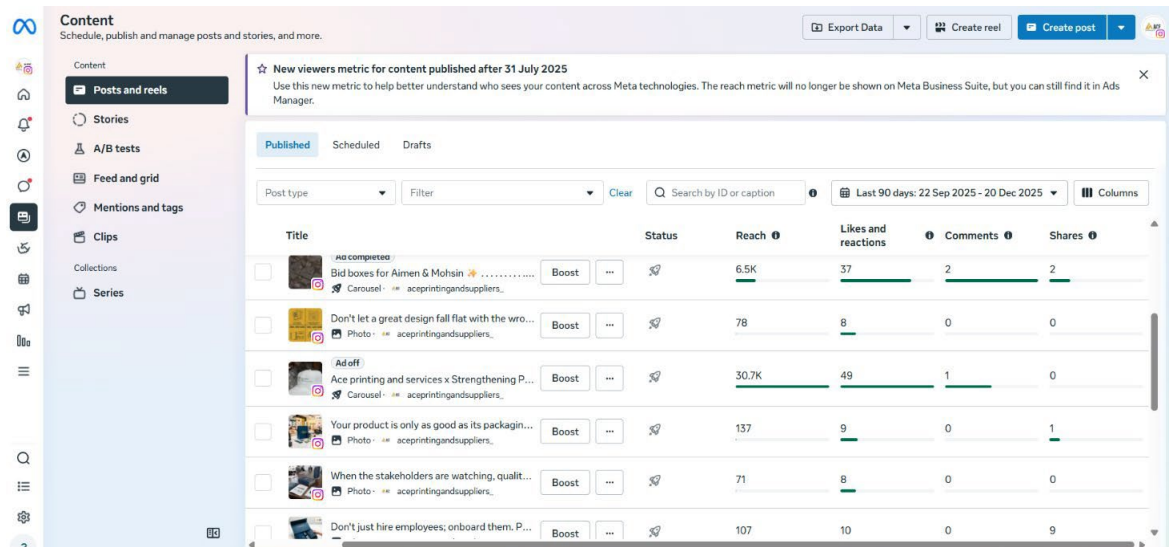 Content
Schedule, publish and manage posts and stories, and more.
Export Data
Create reel
Create post
Content
Posts and reels
Stories
A/B tests
Feed and grid
Mentions and tags
Clips
Collections
Series
New viewers metric for content published after 31 July 2025
Use this new metric to help better understand who sees your content across Meta technologies. The reach metric will no longer be shown on Meta Business Suite, but you can still find it in Ads
Manager.
Published Scheduled Drafts
Post type Filter Clear Search by ID or caption Last 90 days: 22 Sep 2025 - 20 Dec 2025 Columns
Title Status Reach Likes and reactions Comments Shares
Ad completed
Bid boxes for Aimen & Mohsin ✨ .............. Boost ... 6.5K 37 2 2
Carousel · aceprintingandsuppliers_
Don't let a great design fall flat with the wro... Boost ... 78 8 0 0
Photo · aceprintingandsuppliers_
Ad off
Ace printing and services x Strengthening P... Boost ... 30.7K 49 1 0
Carousel · aceprintingandsuppliers_
Your product is only as good as its packagin... Boost ... 137 9 0 1
Photo · aceprintingandsuppliers_
When the stakeholders are watching, qualit... Boost ... 71 8 0 0
Photo · aceprintingandsuppliers_
Don't just hire employees; onboard them. P... Boost ... 107 10 0 9